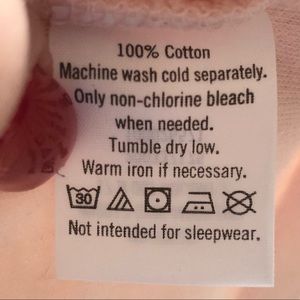 100% Cotton
Machine wash cold separately.
Only non-chlorine bleach
when needed.
Tumble dry low.
Warm iron if necessary.
30
Not intended for sleepwear.